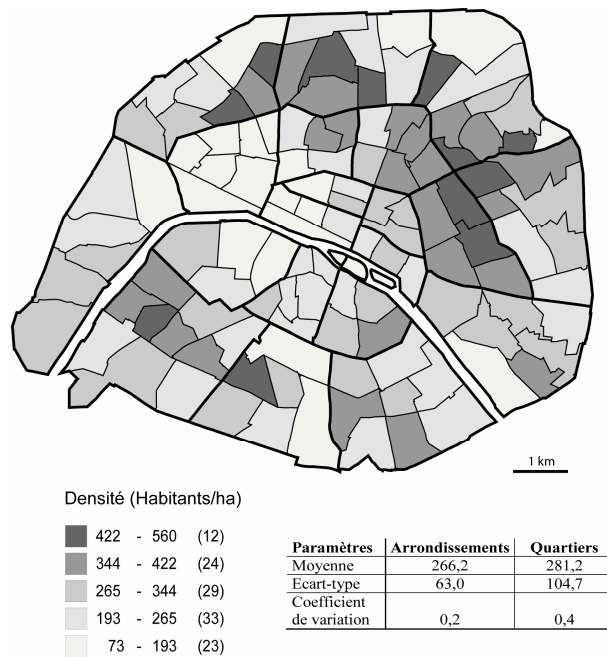 1 km
Densité (Habitants/ha)
422 - 560 (12)
344 - 422 (24)
265 - 344 (29)
193 - 265 (33)
73 - 193 (23)
Paramètres Arrondissements Quartiers
Moyenne 266,2 281,2
Ecart-type 63,0 104,7
Coefficient
de variation 0,2 0,4